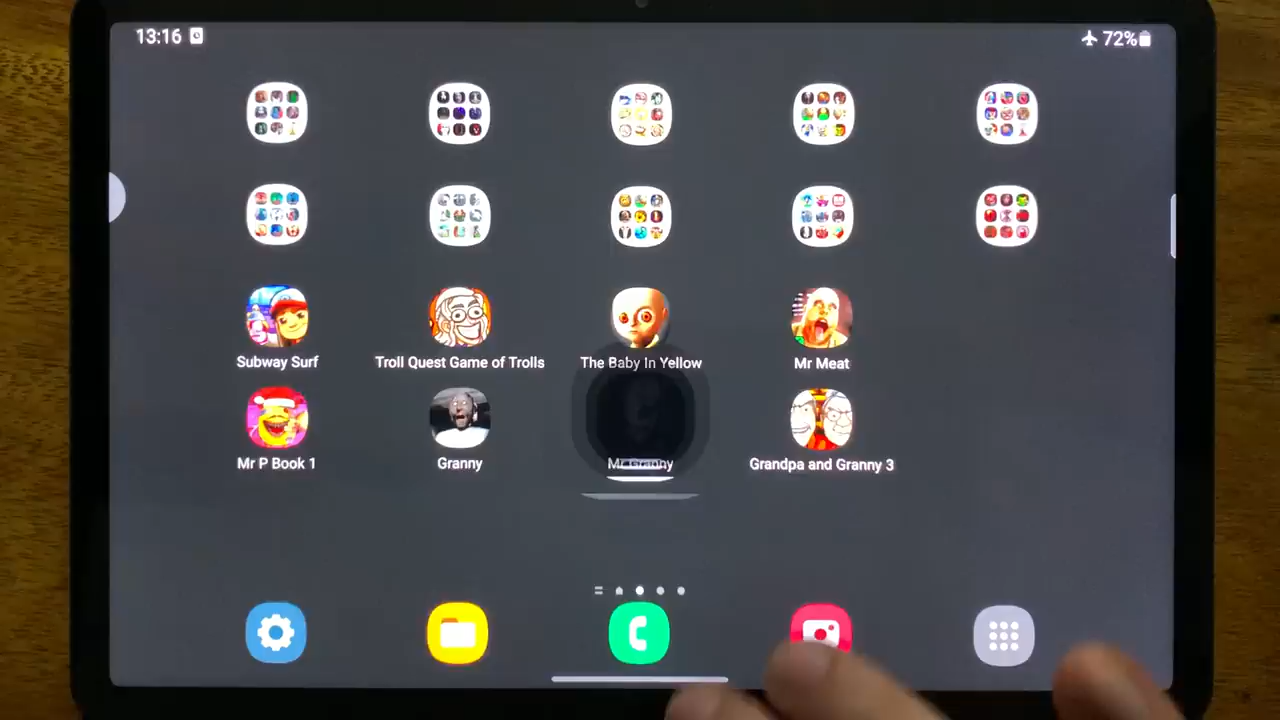 13:16
72%
Subway Surf
Troll Quest Game of Trolls
The Baby In Yellow
Mr Meat
Mr P Book 1
Granny
Mr Granny
Grandpa and Granny 3